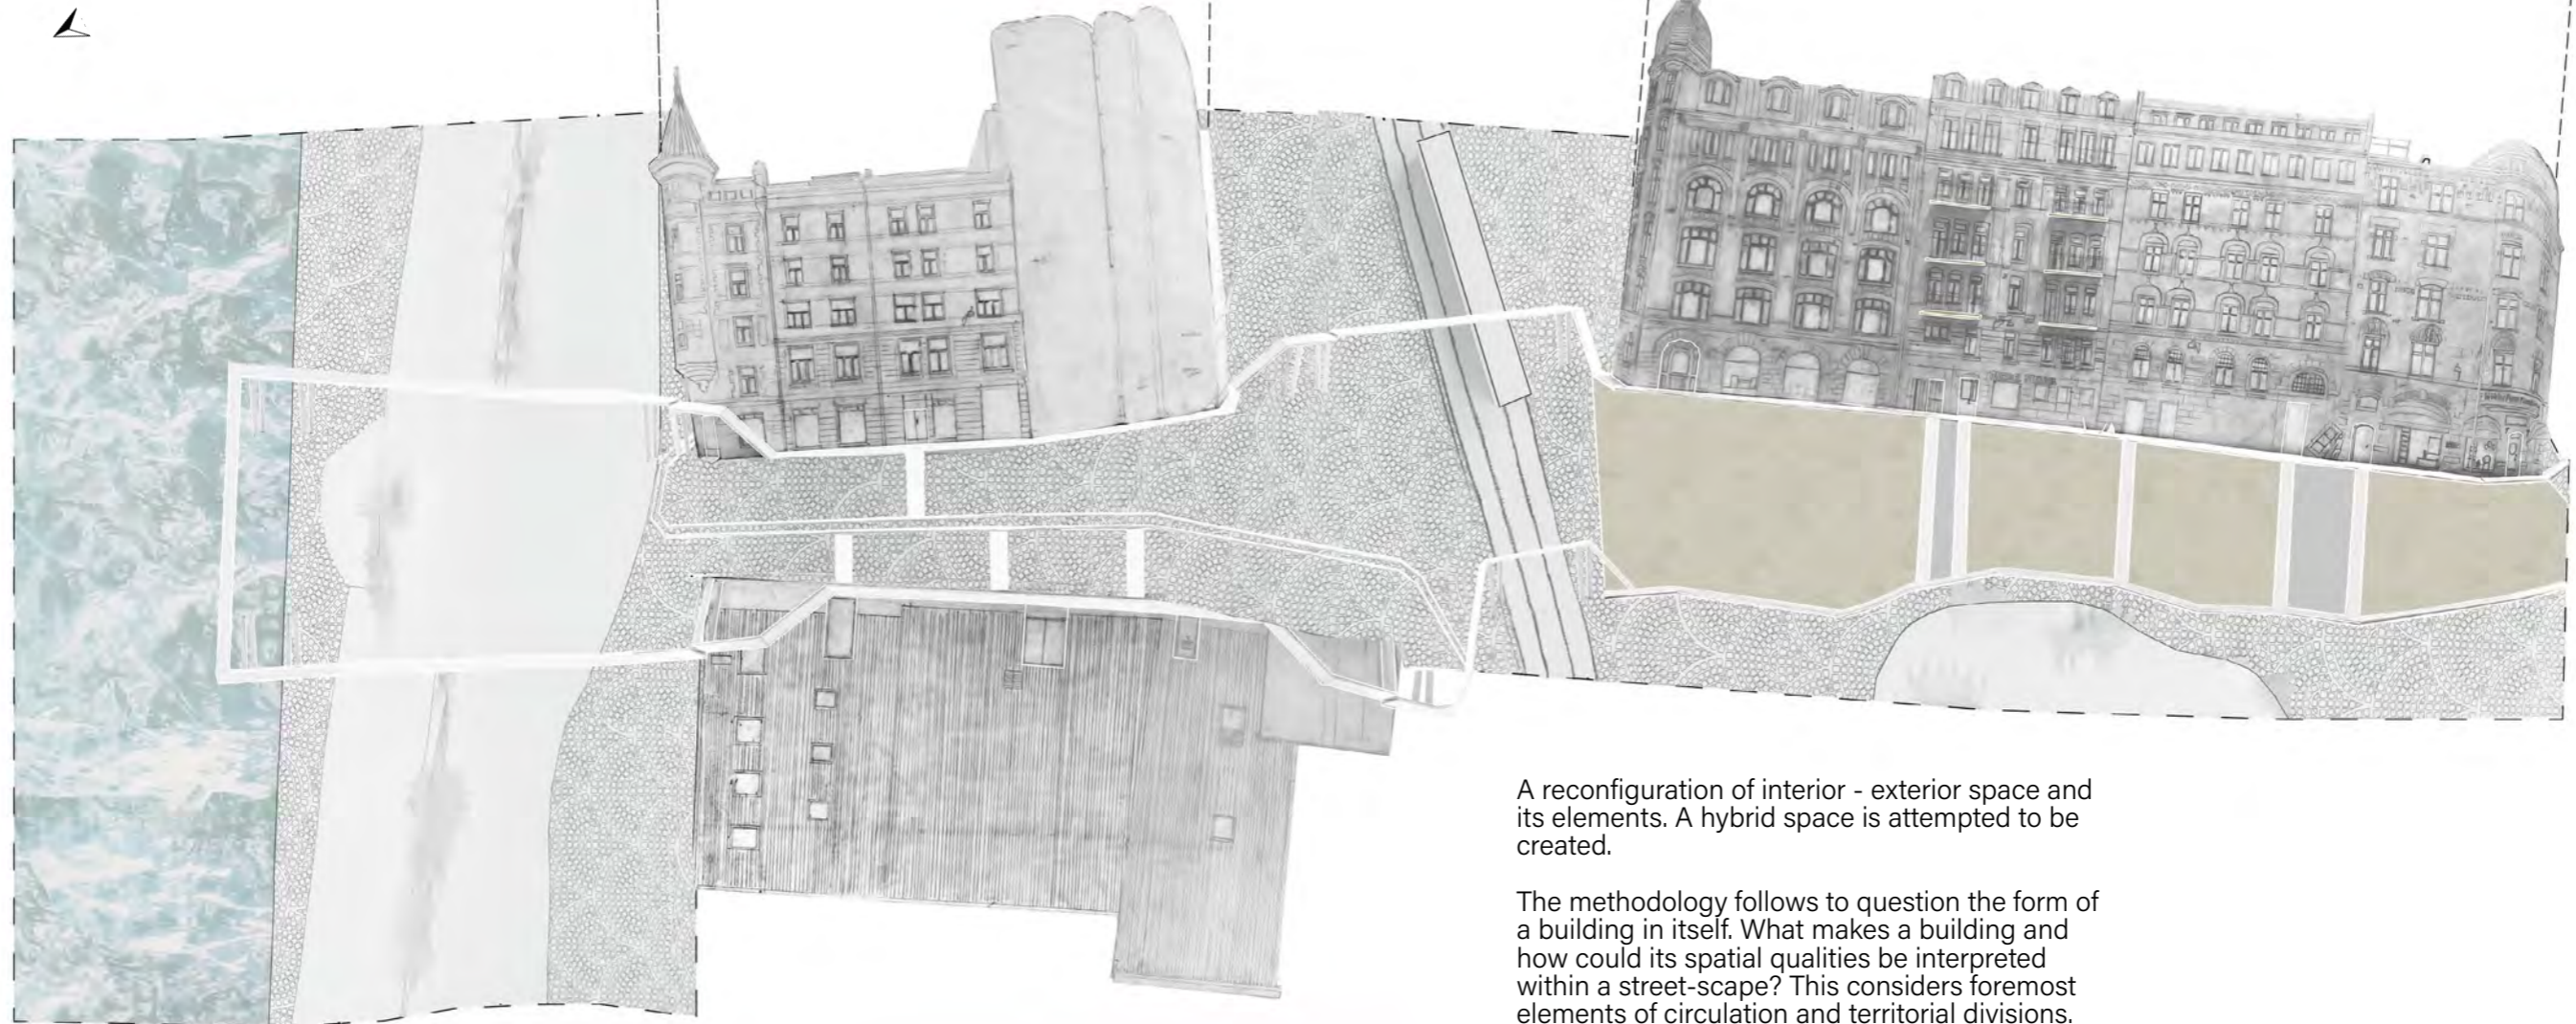 A reconfiguration of interior - exterior space and
its elements. A hybrid space is attempted to be
created.
The methodology follows to question the form of
a building in itself. What makes a building and
how could its spatial qualities be interpreted
within a street-scape? This considers foremost
elements of circulation and territorial divisions.